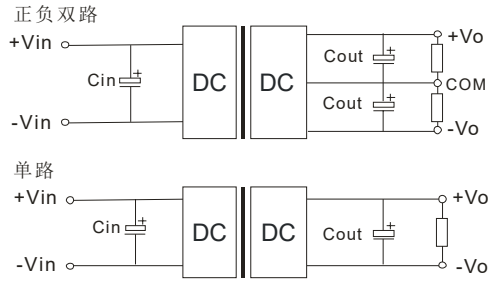 正负双路
+Vin
Cin
+
-Vin
DC
DC
Cout
+
Cout
+
+Vo
COM
-Vo
单路
+Vin
Cin
+
-Vin
DC
DC
Cout
+
+Vo
-Vo